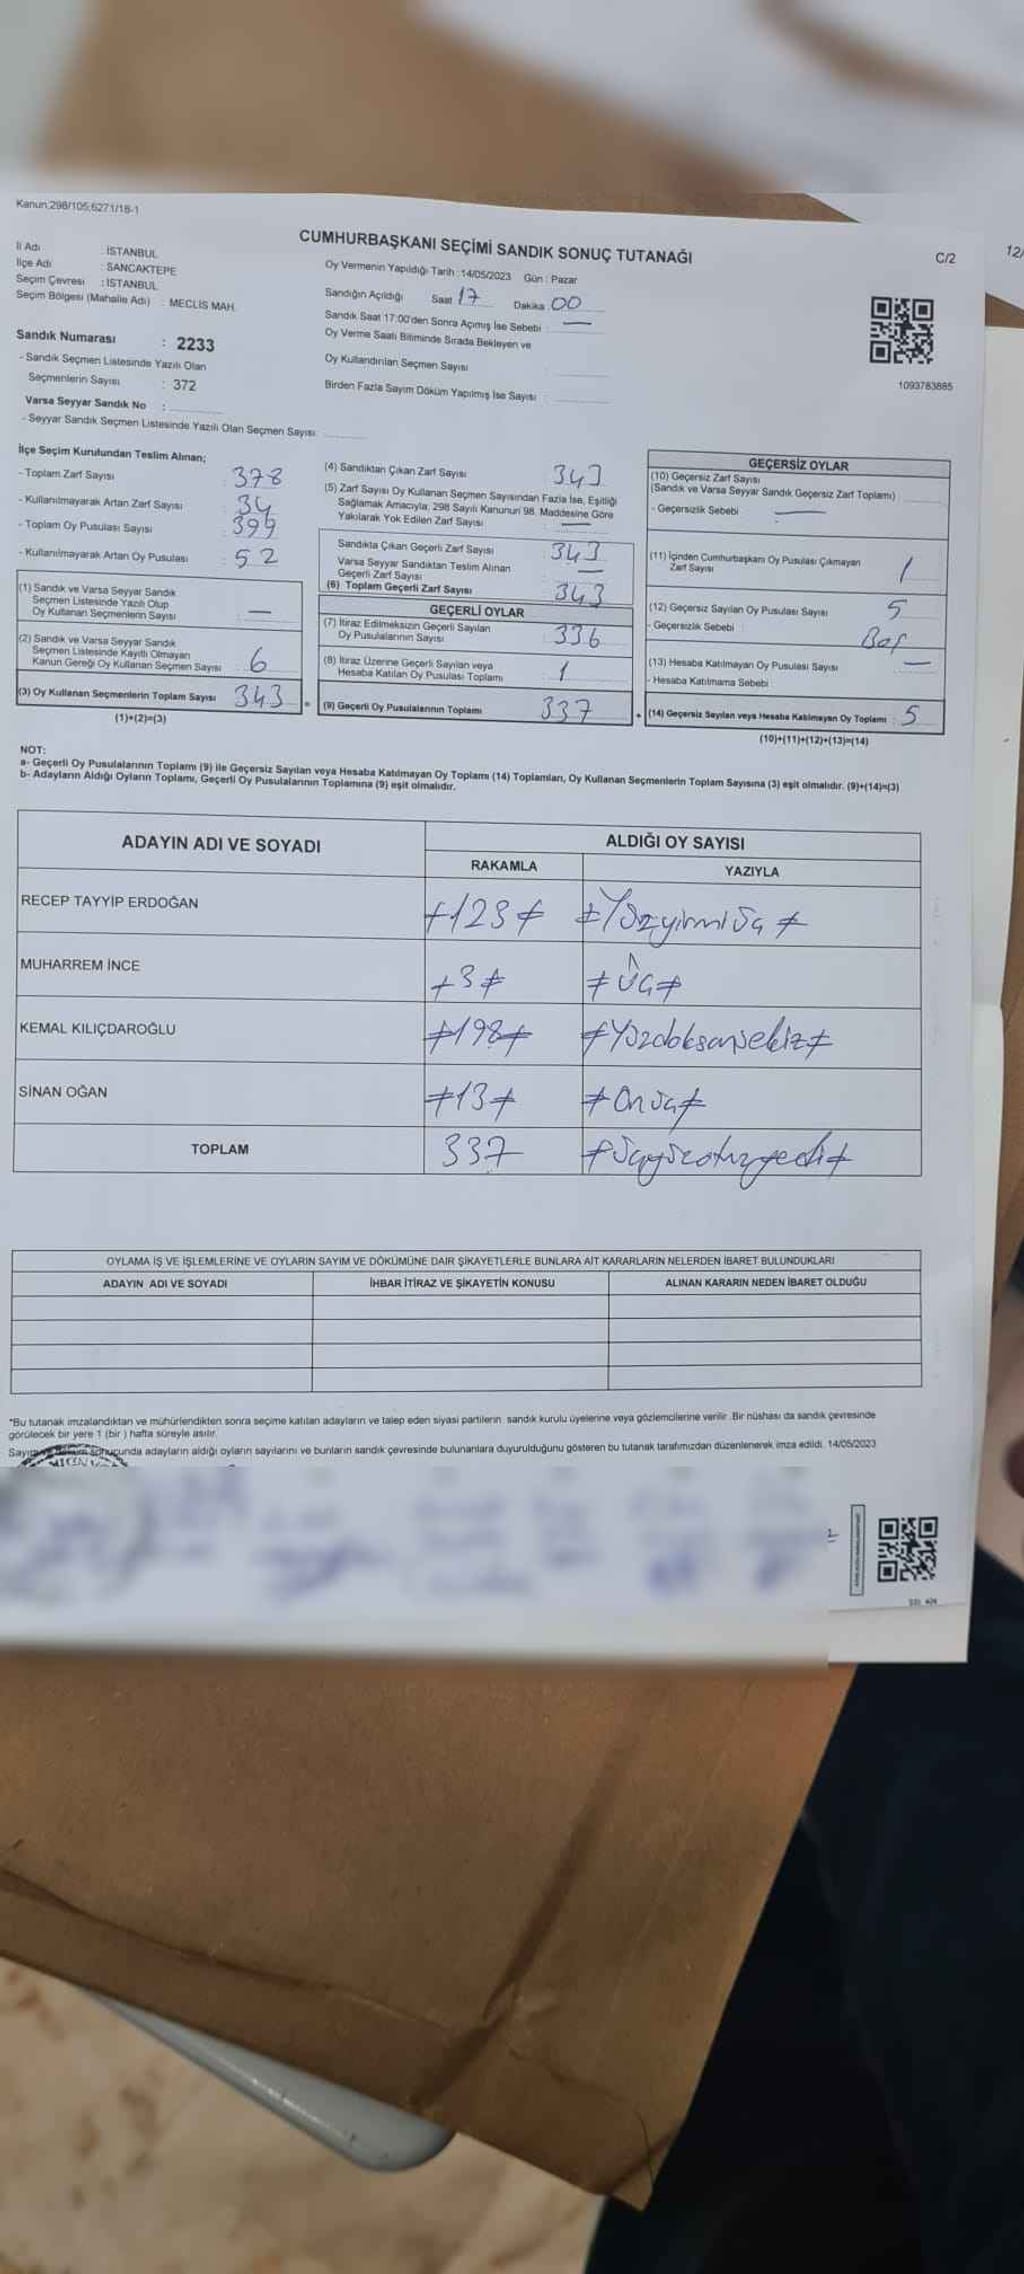 Kanun:298/105;6271/18-1
CUMHURBAŞKANI SEÇİMİ SANDIK SONUÇ TUTANAĞI
C/2
12/
İl Adı : İSTANBUL
İlçe Adı : SANCAKTEPE
Seçim Çevresi : İSTANBUL
Seçim Bölgesi (Mahalle Adı) : MECLİS MAH.
Sandık Numarası : 2233
- Sandık Seçmen Listesinde Yazılı Olan
Seçmenlerin Sayısı : 372
Varsa Seyyar Sandık No :
- Seyyar Sandık Seçmen Listesinde Yazılı Olan Seçmen Sayısı:
Oy Vermenin Yapıldığı Tarih :14/05/2023 Gün : Pazar
Sandığın Açıldığı Saat 17 Dakika 00
Sandık Saat 17:00'den Sonra Açımış İse Sebebi : —
Oy Verme Saati Bitiminde Sırada Bekleyen ve
Oy Kullandırılan Seçmen Sayısı :
Birden Fazla Sayım Döküm Yapılmış İse Sayısı :
1093783885
İlçe Seçim Kurulundan Teslim Alınan;
- Toplam Zarf Sayısı : 378
- Kullanılmayarak Artan Zarf Sayısı : 34
- Toplam Oy Pusulası Sayısı : 399
- Kullanılmayarak Artan Oy Pusulası : 52
(1) Sandık ve Varsa Seyyar Sandık
Seçmen Listesinde Yazılı Olup
Oy Kullanan Seçmenlerin Sayısı : —
(2) Sandık ve Varsa Seyyar Sandık
Seçmen Listesinde Kayıtlı Olmayan
Kanun Gereği Oy Kullanan Seçmen Sayısı : 6
(3) Oy Kullanan Seçmenlerin Toplam Sayısı : 343
(1)+(2)=(3)
=
(4) Sandıktan Çıkan Zarf Sayısı : 343
(5) Zarf Sayısı Oy Kullanan Seçmen Sayısından Fazla İse, Eşitliği
Sağlamak Amacıyla, 298 Sayılı Kanunun 98. Maddesine Göre
Yakılarak Yok Edilen Zarf Sayısı : —
Sandıkta Çıkan Geçerli Zarf Sayısı : 343
Varsa Seyyar Sandıktan Teslim Alınan
Geçerli Zarf Sayısı : —
(6) Toplam Geçerli Zarf Sayısı : 343
GEÇERLİ OYLAR
(7) İtiraz Edilmeksizin Geçerli Sayılan
Oy Pusulalarının Sayısı : 336
(8) İtiraz Üzerine Geçerli Sayılan veya
Hesaba Katılan Oy Pusulası Toplamı : 1
(9) Geçerli Oy Pusulalarının Toplamı : 337
+
GEÇERSİZ OYLAR
(10) Geçersiz Zarf Sayısı
(Sandık ve Varsa Seyyar Sandık Geçersiz Zarf Toplamı) :
- Geçersizlik Sebebi : —
(11) İçinden Cumhurbaşkanı Oy Pusulası Çıkmayan
Zarf Sayısı : 1
(12) Geçersiz Sayılan Oy Pusulası Sayısı : 5
- Geçersizlik Sebebi :
(13) Hesaba Katılmayan Oy Pusulası Sayısı : —
- Hesaba Katılmama Sebebi :
(14) Geçersiz Sayılan veya Hesaba Katılmayan Oy Toplamı : 5
(10)+(11)+(12)+(13)=(14)
NOT:
a- Geçerli Oy Pusulalarının Toplamı (9) ile Geçersiz Sayılan veya Hesaba Katılmayan Oy Toplamı (14) Toplamları, Oy Kullanan Seçmenlerin Toplam Sayısına (3) eşit olmalıdır. (9)+(14)=(3)
b- Adayların Aldığı Oyların Toplamı, Geçerli Oy Pusulalarının Toplamına (9) eşit olmalıdır.
ADAYIN ADI VE SOYADI
ALDIĞI OY SAYISI
RAKAMLA YAZIYLA
RECEP TAYYİP ERDOĞAN ≠123≠ ≠Yüzyirmiüç≠
MUHARREM İNCE ≠3≠ ≠Üç≠
KEMAL KILIÇDAROĞLU ≠198≠ ≠Yüzdoksansekiz≠
SİNAN OĞAN ≠13≠ ≠Onüç≠
TOPLAM 337 ≠üçyüzotuzyedi≠
OYLAMA İŞ VE İŞLEMLERİNE VE OYLARIN SAYIM VE DÖKÜMÜNE DAİR ŞİKAYETLERLE BUNLARA AİT KARARLARIN NELERDEN İBARET BULUNDUKLARI
ADAYIN ADI VE SOYADI İHBAR İTİRAZ VE ŞİKAYETİN KONUSU ALINAN KARARIN NEDEN İBARET OLDUĞU
*Bu tutanak imzalandıktan ve mühürlendikten sonra seçime katılan adayların ve talep eden siyasi partilerin sandık kurulu üyelerine veya gözlemcilerine verilir. Bir nüshası da sandık çevresinde
görülecek bir yere 1 (bir ) hafta süreyle asılır.
sonucunda adayların aldığı oyların sayılarını ve bunların sandık çevresinde bulunanlara duyurulduğunu gösteren bu tutanak tarafımızdan düzenlenerek imza edildi. 14/05/2023